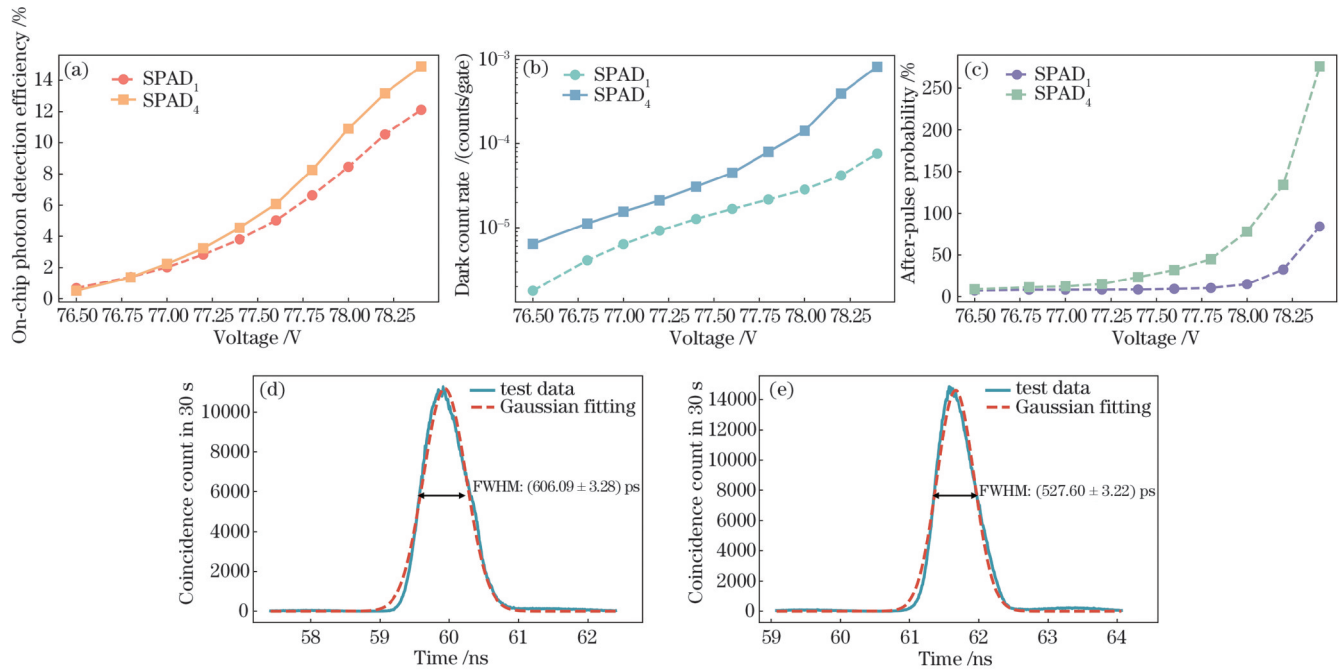 On-chip photon detection efficiency /%
(a)
SPAD1
SPAD4
14
12
10
8
6
4
2
0
76.50 76.75 77.00 77.25 77.50 77.75 78.00 78.25
Voltage /V
Dark count rate /(counts/gate)
(b)
SPAD1
SPAD4
10−3
10−4
10−5
76.50 76.75 77.00 77.25 77.50 77.75 78.00 78.25
Voltage /V
After-pulse probability /%
(c)
SPAD1
SPAD4
250
200
150
100
50
0
76.50 76.75 77.00 77.25 77.50 77.75 78.00 78.25
Voltage /V
Coincidence count in 30 s
(d)
test data
Gaussian fitting
10000
8000
6000
4000
2000
0
FWHM: (606.09 ± 3.28) ps
58 59 60 61 62
Time /ns
Coincidence count in 30 s
(e)
test data
Gaussian fitting
14000
12000
10000
8000
6000
4000
2000
0
FWHM: (527.60 ± 3.22) ps
59 60 61 62 63 64
Time /ns